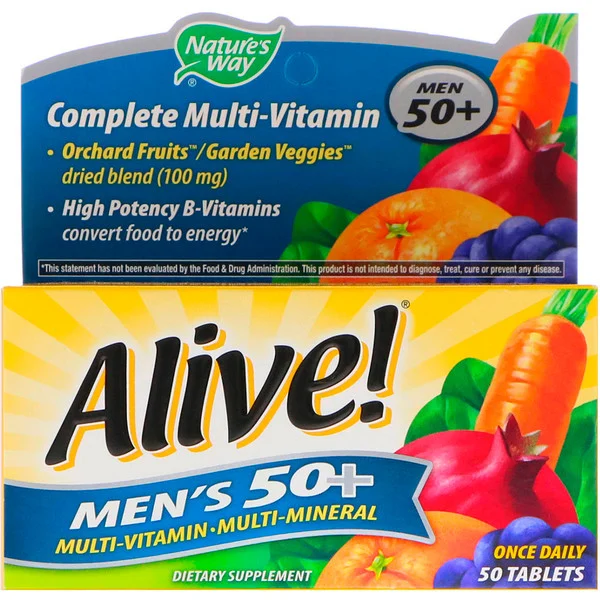 Nature's
Way®
Complete Multi-Vitamin
MEN
50+
• Orchard Fruits™/Garden Veggies™
dried blend (100 mg)
• High Potency B-Vitamins
convert food to energy*
*This statement has not been evaluated by the Food & Drug Administration. This product is not intended to diagnose, treat, cure or prevent any disease.
Alive!®
MEN'S 50+
MULTI-VITAMIN • MULTI-MINERAL
DIETARY SUPPLEMENT
ONCE DAILY
50 TABLETS